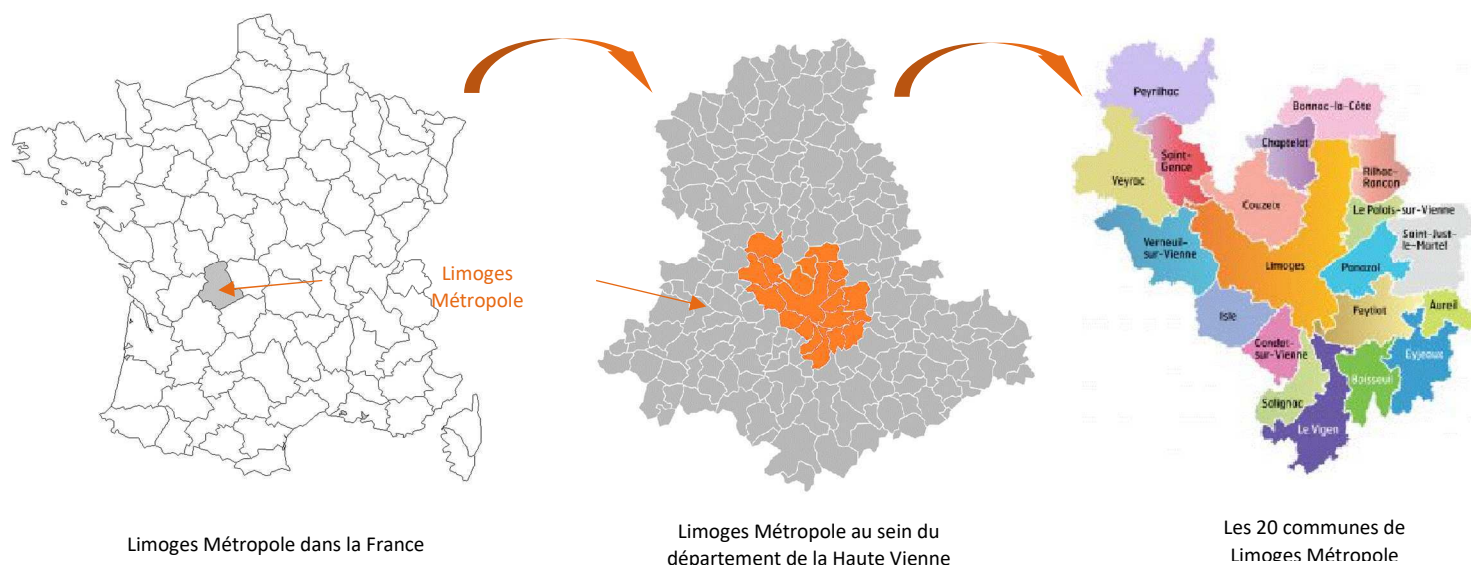 Limoges
Métropole
Peyrilhac
Bonnac-la-Côte
Chaptelat
Saint-
Gence
Rilhac-
Rancon
Veyrac
Couzeix
Le Palais-sur-Vienne
Saint-Just-
le-Martel
Verneuil-
sur-Vienne
Limoges
Panazol
Isle
Feytiat
Aureil
Condat-
sur-Vienne
Eyjeaux
Boisseuil
Solignac
Le Vigen
Limoges Métropole dans la France
Limoges Métropole au sein du
département de la Haute Vienne
Les 20 communes de
Limoges Métropole